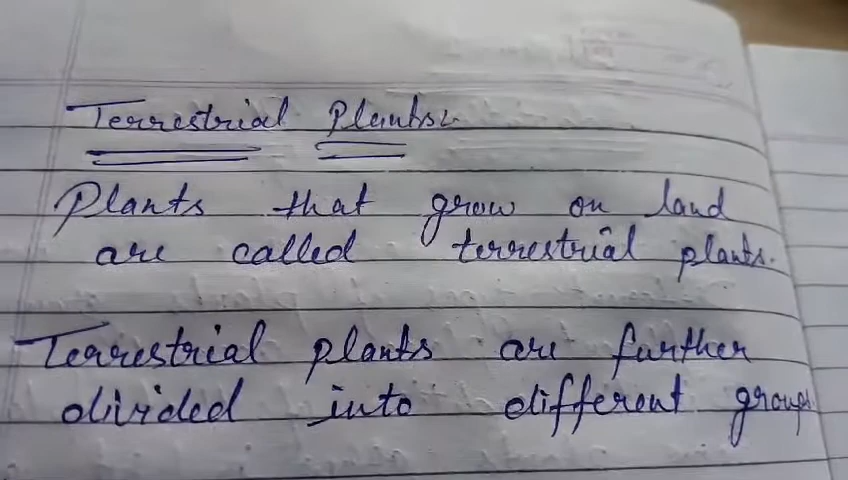 Terrestrial Plants:-
Plants that grow on land
are called terrestrial plants.
Terrestrial plants are further
divided into different groups.